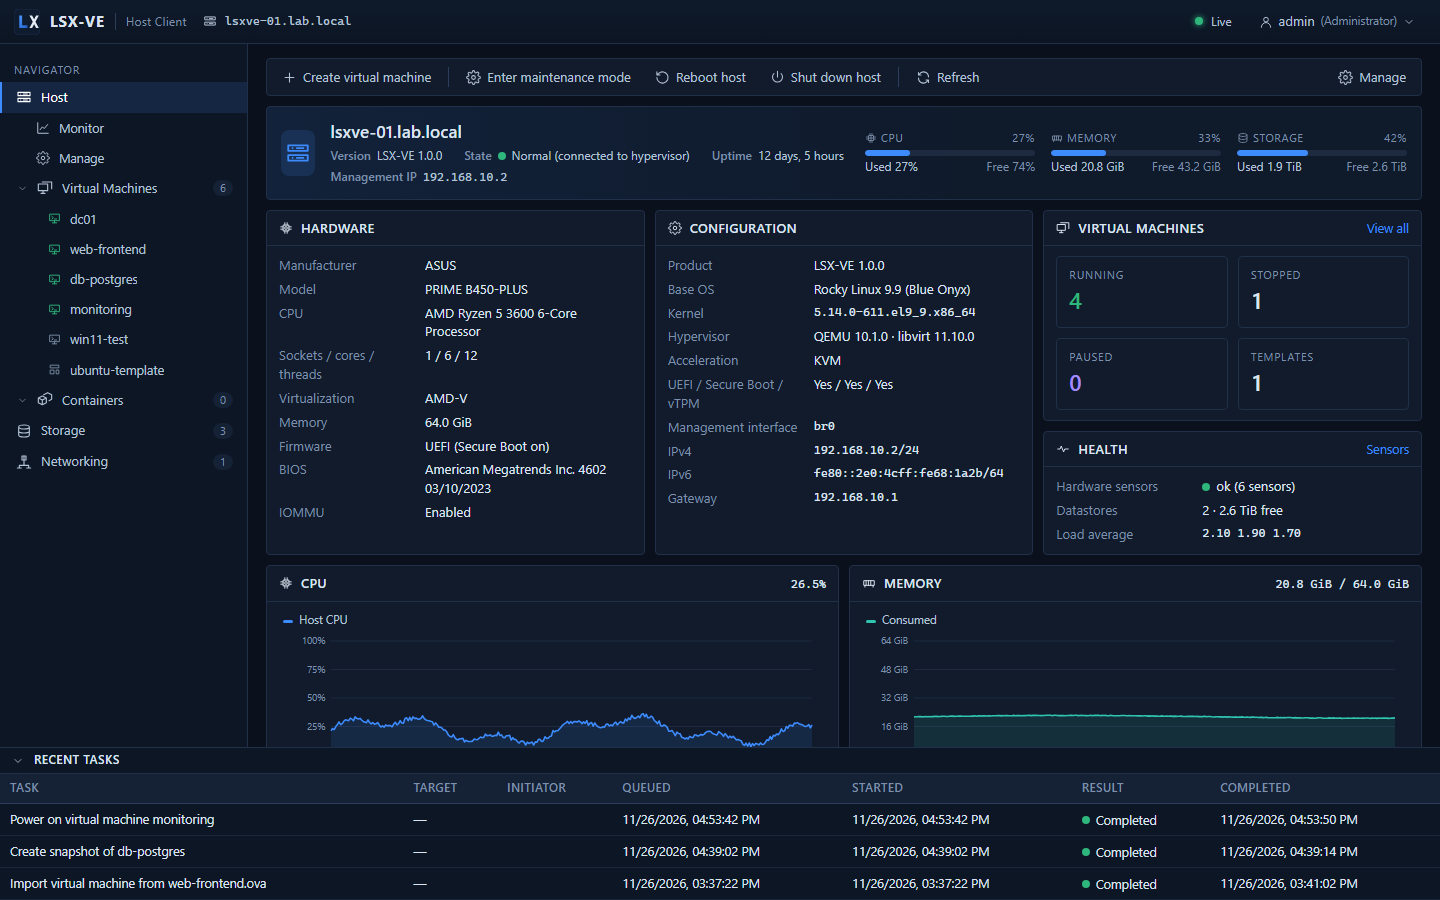 LX LSX-VE Host Client lsxve-01.lab.local Live admin (Administrator)
NAVIGATOR
Host
Monitor
Manage
Virtual Machines 6
dc01
web-frontend
db-postgres
monitoring
win11-test
ubuntu-template
Containers 0
Storage 3
Networking 1
Create virtual machine Enter maintenance mode Reboot host Shut down host Refresh Manage
lsxve-01.lab.local
Version LSX-VE 1.0.0 State Normal (connected to hypervisor) Uptime 12 days, 5 hours
Management IP 192.168.10.2
CPU 27%
Used 27% Free 74%
MEMORY 33%
Used 20.8 GiB Free 43.2 GiB
STORAGE 42%
Used 1.9 TiB Free 2.6 TiB
HARDWARE
Manufacturer ASUS
Model PRIME B450-PLUS
CPU AMD Ryzen 5 3600 6-Core
Processor
Sockets / cores / 1 / 6 / 12
threads
Virtualization AMD-V
Memory 64.0 GiB
Firmware UEFI (Secure Boot on)
BIOS American Megatrends Inc. 4602
03/10/2023
IOMMU Enabled
CONFIGURATION
Product LSX-VE 1.0.0
Base OS Rocky Linux 9.9 (Blue Onyx)
Kernel 5.14.0-611.el9_9.x86_64
Hypervisor QEMU 10.1.0 · libvirt 11.10.0
Acceleration KVM
UEFI / Secure Boot / Yes / Yes / Yes
vTPM
Management interface br0
IPv4 192.168.10.2/24
IPv6 fe80::2e0:4cff:fe68:1a2b/64
Gateway 192.168.10.1
VIRTUAL MACHINES View all
RUNNING STOPPED
4 1
PAUSED TEMPLATES
0 1
HEALTH Sensors
Hardware sensors ok (6 sensors)
Datastores 2 · 2.6 TiB free
Load average 2.10 1.90 1.70
CPU 26.5%
Host CPU
100%
75%
50%
25%
MEMORY 20.8 GiB / 64.0 GiB
Consumed
64 GiB
48 GiB
32 GiB
16 GiB
RECENT TASKS
TASK TARGET INITIATOR QUEUED STARTED RESULT COMPLETED
Power on virtual machine monitoring — 11/26/2026, 04:53:42 PM 11/26/2026, 04:53:42 PM Completed 11/26/2026, 04:53:50 PM
Create snapshot of db-postgres — 11/26/2026, 04:39:02 PM 11/26/2026, 04:39:02 PM Completed 11/26/2026, 04:39:14 PM
Import virtual machine from web-frontend.ova — 11/26/2026, 03:37:22 PM 11/26/2026, 03:37:22 PM Completed 11/26/2026, 03:41:02 PM